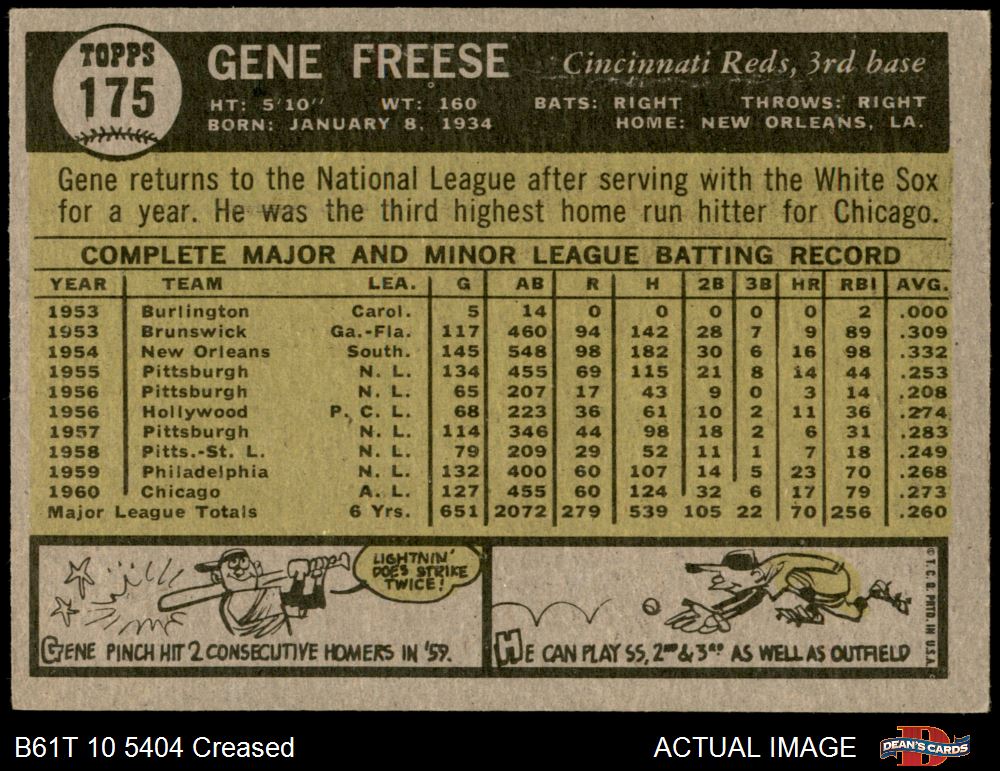 TOPPS
175
GENE FREESE Cincinnati Reds, 3rd base
HT: 5'10" WT: 160 BATS: RIGHT THROWS: RIGHT
BORN: JANUARY 8, 1934 HOME: NEW ORLEANS, LA.
Gene returns to the National League after serving with the White Sox
for a year. He was the third highest home run hitter for Chicago.
COMPLETE MAJOR AND MINOR LEAGUE BATTING RECORD
YEAR TEAM LEA. G AB R H 2B 3B HR RBI AVG.
1953 Burlington Carol. 5 14 0 0 0 0 0 2 .000
1953 Brunswick Ga.-Fla. 117 460 94 142 28 7 9 89 .309
1954 New Orleans South. 145 548 98 182 30 6 16 98 .332
1955 Pittsburgh N. L. 134 455 69 115 21 8 14 44 .253
1956 Pittsburgh N. L. 65 207 17 43 9 0 3 14 .208
1956 Hollywood P. C. L. 68 223 36 61 10 2 11 36 .274
1957 Pittsburgh N. L. 114 346 44 98 18 2 6 31 .283
1958 Pitts.-St. L. N. L. 79 209 29 52 11 1 7 18 .249
1959 Philadelphia N. L. 132 400 60 107 14 5 23 70 .268
1960 Chicago A. L. 127 455 60 124 32 6 17 79 .273
Major League Totals 6 Yrs. 651 2072 279 539 105 22 70 256 .260
LIGHTNIN'
DOES STRIKE
TWICE!
GENE PINCH HIT 2 CONSECUTIVE HOMERS IN '59.
HE CAN PLAY SS, 2ND & 3RD AS WELL AS OUTFIELD
© T. C. G. PRTD. IN U.S.A.
B61T 10 5404 Creased
ACTUAL IMAGE
DEAN'S CARDS